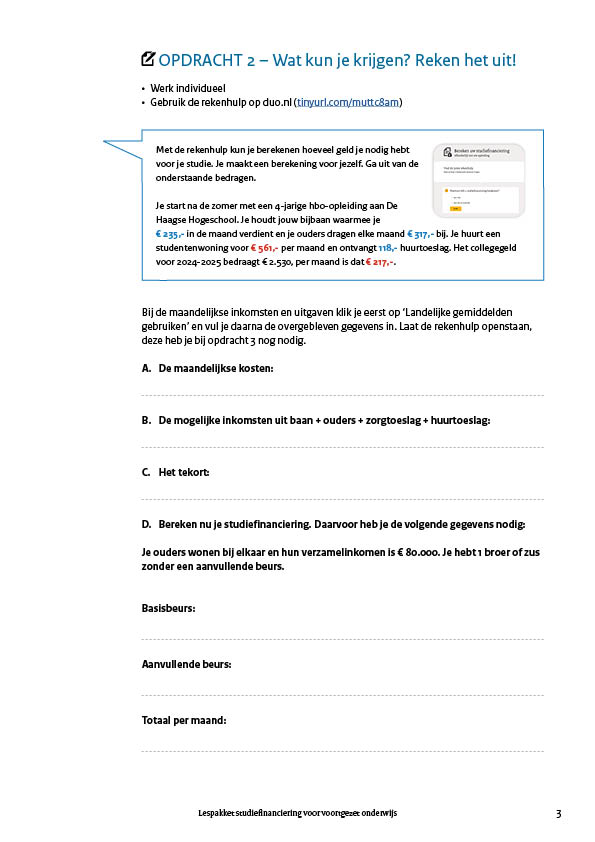 OPDRACHT 2 – Wat kun je krijgen? Reken het uit!
• Werk individueel
• Gebruik de rekenhulp op duo.nl (tinyurl.com/muttc8am)
Met de rekenhulp kun je berekenen hoeveel geld je nodig hebt
voor je studie. Je maakt een berekening voor jezelf. Ga uit van de
onderstaande bedragen.
Bereken uw studiefinanciering
Je start na de zomer met een 4-jarige hbo-opleiding aan De
Haagse Hogeschool. Je houdt jouw bijbaan waarmee je
€ 235,- in de maand verdient en je ouders dragen elke maand € 317,- bij. Je huurt een
studentenwoning voor € 561,- per maand en ontvangt 118,- huurtoeslag. Het collegegeld
voor 2024-2025 bedraagt € 2.530, per maand is dat € 217,-.
Bij de maandelijkse inkomsten en uitgaven klik je eerst op ‘Landelijke gemiddelden
gebruiken’ en vul je daarna de overgebleven gegevens in. Laat de rekenhulp openstaan,
deze heb je bij opdracht 3 nog nodig.
A. De maandelijkse kosten:
B. De mogelijke inkomsten uit baan + ouders + zorgtoeslag + huurtoeslag:
C. Het tekort:
D. Bereken nu je studiefinanciering. Daarvoor heb je de volgende gegevens nodig:
Je ouders wonen bij elkaar en hun verzamelinkomen is € 80.000. Je hebt 1 broer of zus
zonder een aanvullende beurs.
Basisbeurs:
Aanvullende beurs:
Totaal per maand:
Lespakket studiefinanciering voor voortgezet onderwijs
3